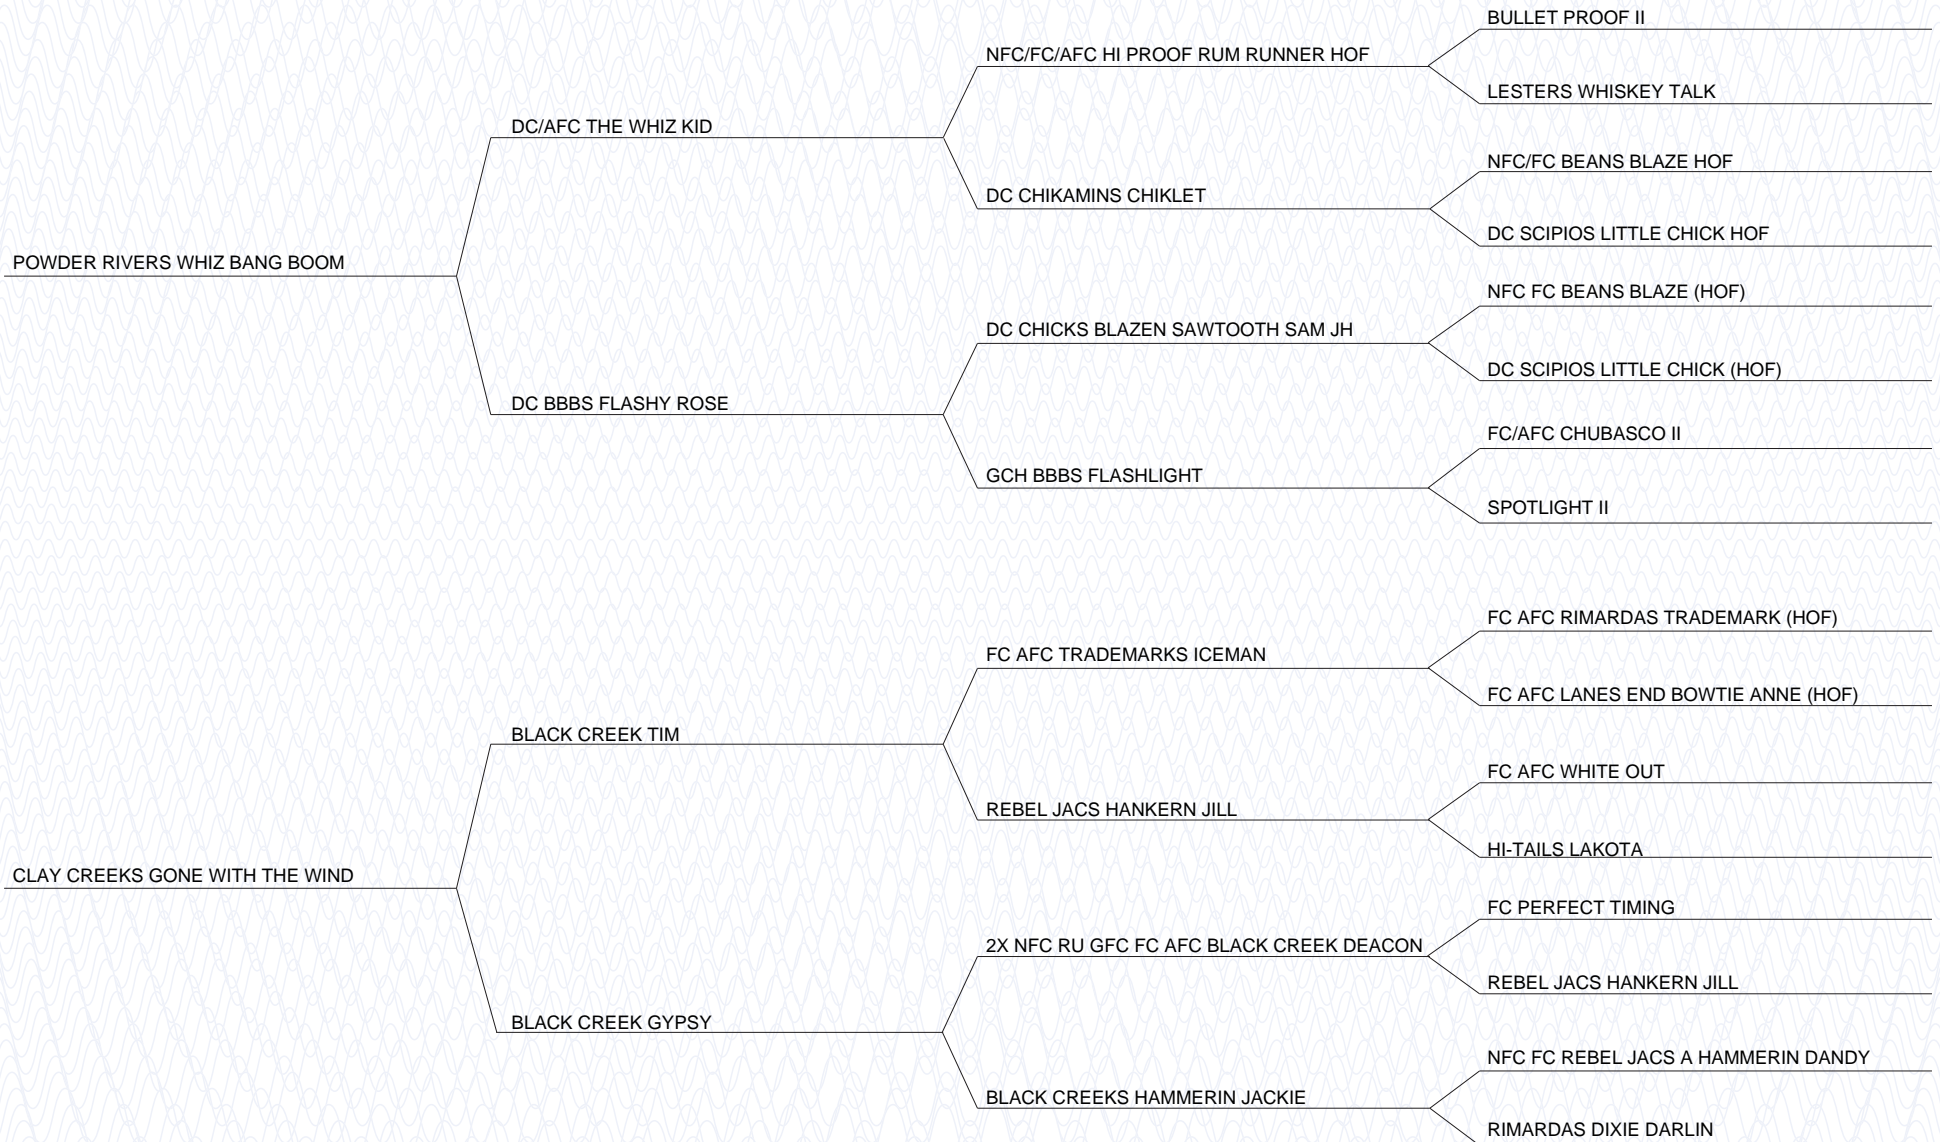 BULLET PROOF II
NFC/FC/AFC HI PROOF RUM RUNNER HOF
LESTERS WHISKEY TALK
DC/AFC THE WHIZ KID
NFC/FC BEANS BLAZE HOF
DC CHIKAMINS CHIKLET
DC SCIPIOS LITTLE CHICK HOF
POWDER RIVERS WHIZ BANG BOOM
NFC FC BEANS BLAZE (HOF)
DC CHICKS BLAZEN SAWTOOTH SAM JH
DC SCIPIOS LITTLE CHICK (HOF)
DC BBBS FLASHY ROSE
FC/AFC CHUBASCO II
GCH BBBS FLASHLIGHT
SPOTLIGHT II
FC AFC RIMARDAS TRADEMARK (HOF)
FC AFC TRADEMARKS ICEMAN
FC AFC LANES END BOWTIE ANNE (HOF)
BLACK CREEK TIM
FC AFC WHITE OUT
REBEL JACS HANKERN JILL
HI-TAILS LAKOTA
CLAY CREEKS GONE WITH THE WIND
FC PERFECT TIMING
2X NFC RU GFC FC AFC BLACK CREEK DEACON
REBEL JACS HANKERN JILL
BLACK CREEK GYPSY
NFC FC REBEL JACS A HAMMERIN DANDY
BLACK CREEKS HAMMERIN JACKIE
RIMARDAS DIXIE DARLIN